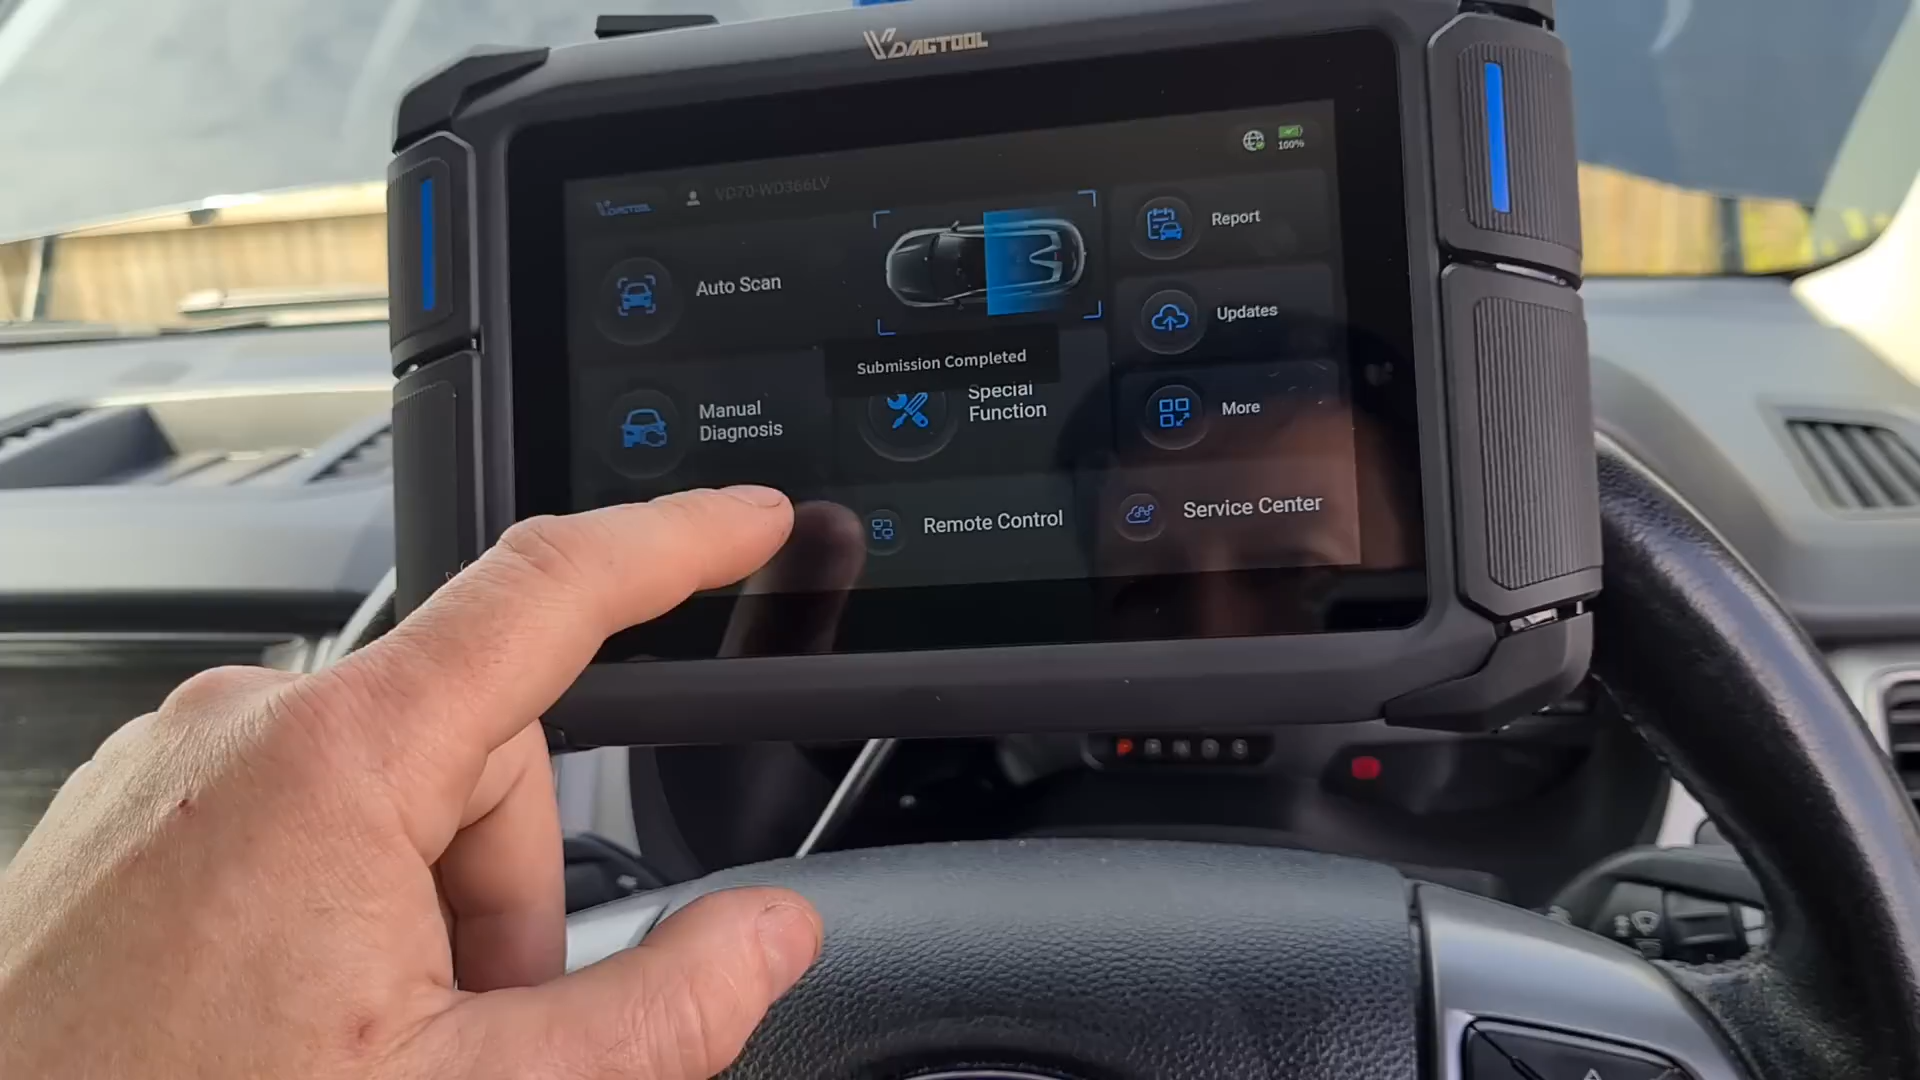 VDIAGTOOL
100%
VDIAGTOOL
VD70-WD366LV
Report
Auto Scan
Updates
Submission Completed
Special
Function
Manual
Diagnosis
More
Remote Control
Service Center